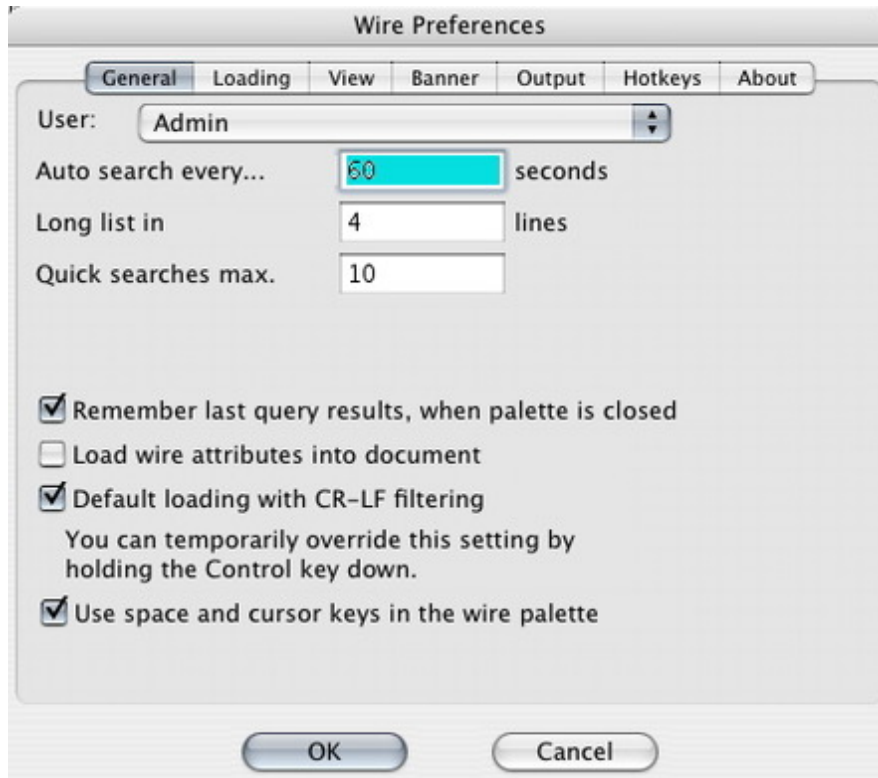 Wire Preferences
General Loading View Banner Output Hotkeys About
User: Admin
Auto search every... 60 seconds
Long list in 4 lines
Quick searches max. 10
Remember last query results, when palette is closed
Load wire attributes into document
Default loading with CR-LF filtering
You can temporarily override this setting by
holding the Control key down.
Use space and cursor keys in the wire palette
OK Cancel